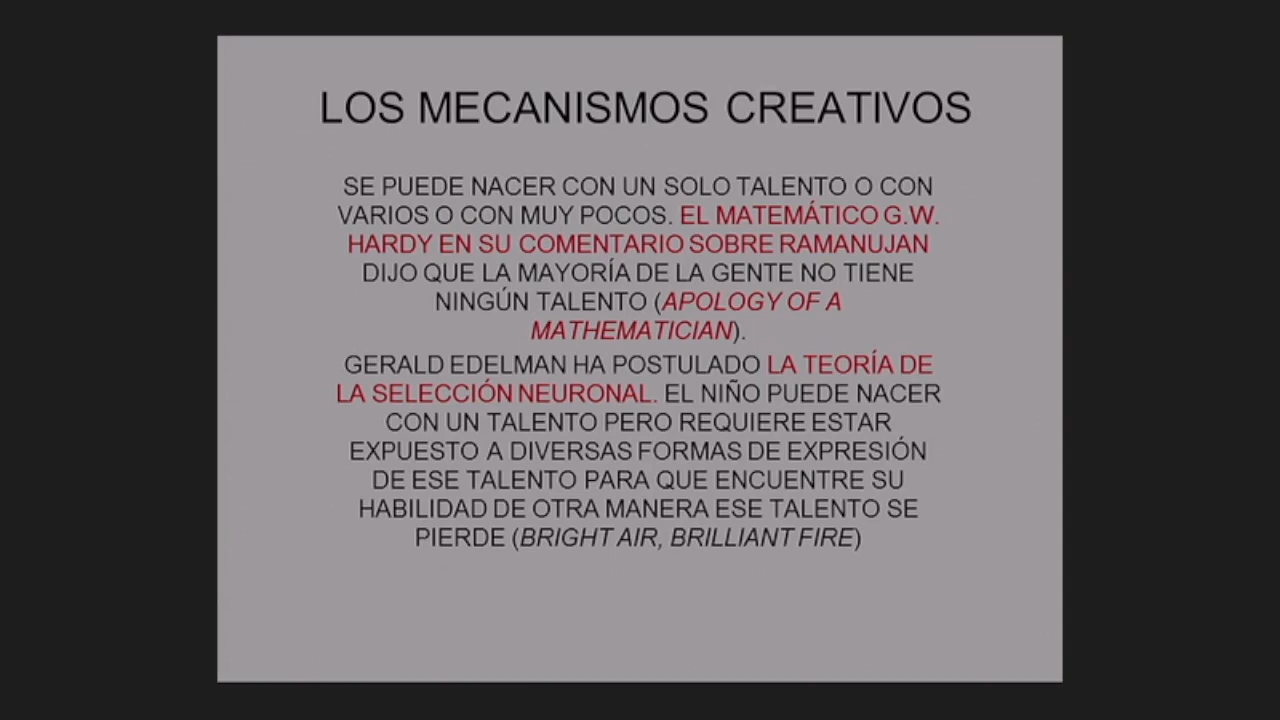 LOS MECANISMOS CREATIVOS
SE PUEDE NACER CON UN SOLO TALENTO O CON
VARIOS O CON MUY POCOS. EL MATEMÁTICO G.W.
HARDY EN SU COMENTARIO SOBRE RAMANUJAN
DIJO QUE LA MAYORÍA DE LA GENTE NO TIENE
NINGÚN TALENTO (APOLOGY OF A
MATHEMATICIAN).
GERALD EDELMAN HA POSTULADO LA TEORÍA DE
LA SELECCIÓN NEURONAL. EL NIÑO PUEDE NACER
CON UN TALENTO PERO REQUIERE ESTAR
EXPUESTO A DIVERSAS FORMAS DE EXPRESIÓN
DE ESE TALENTO PARA QUE ENCUENTRE SU
HABILIDAD DE OTRA MANERA ESE TALENTO SE
PIERDE (BRIGHT AIR, BRILLIANT FIRE)